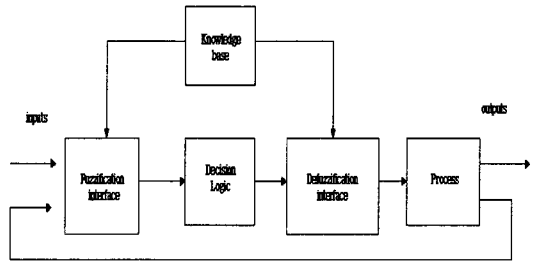 Knowledge
base
inputs
outputs
Fuzzification
interface
Decision
Logic
Defuzzification
interface
Process